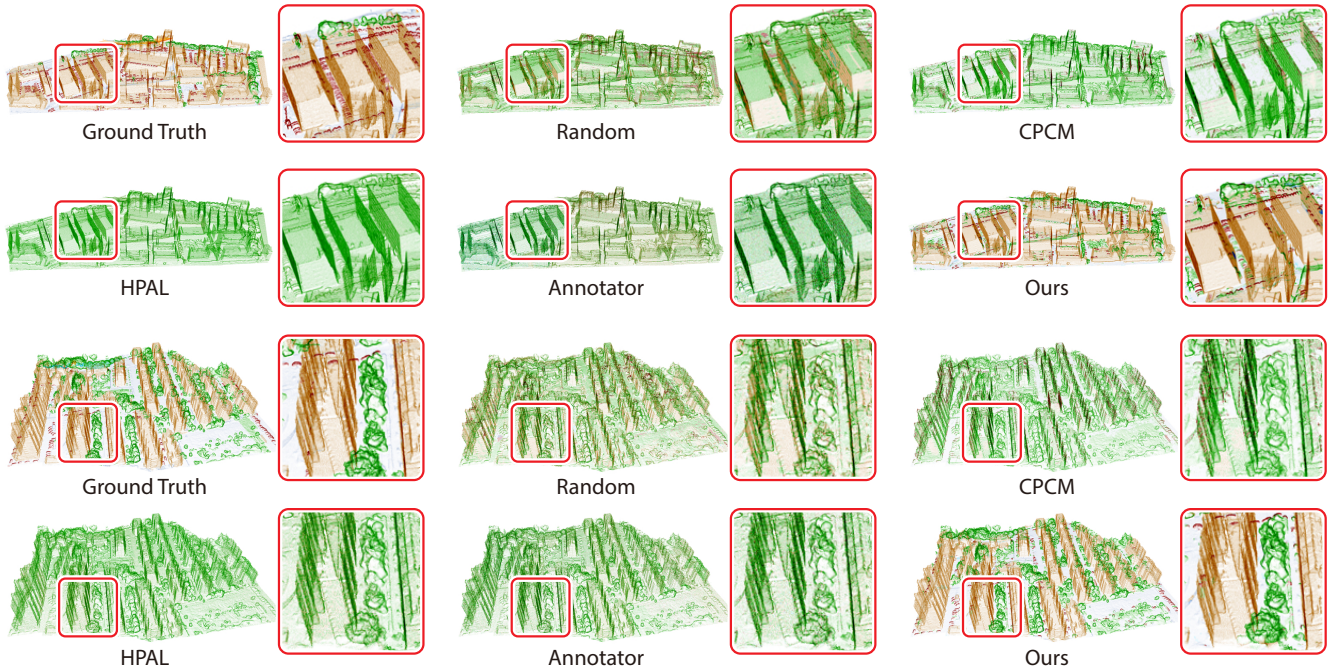 Ground Truth
Random
CPCM
HPAL
Annotator
Ours
Ground Truth
Random
CPCM
HPAL
Annotator
Ours